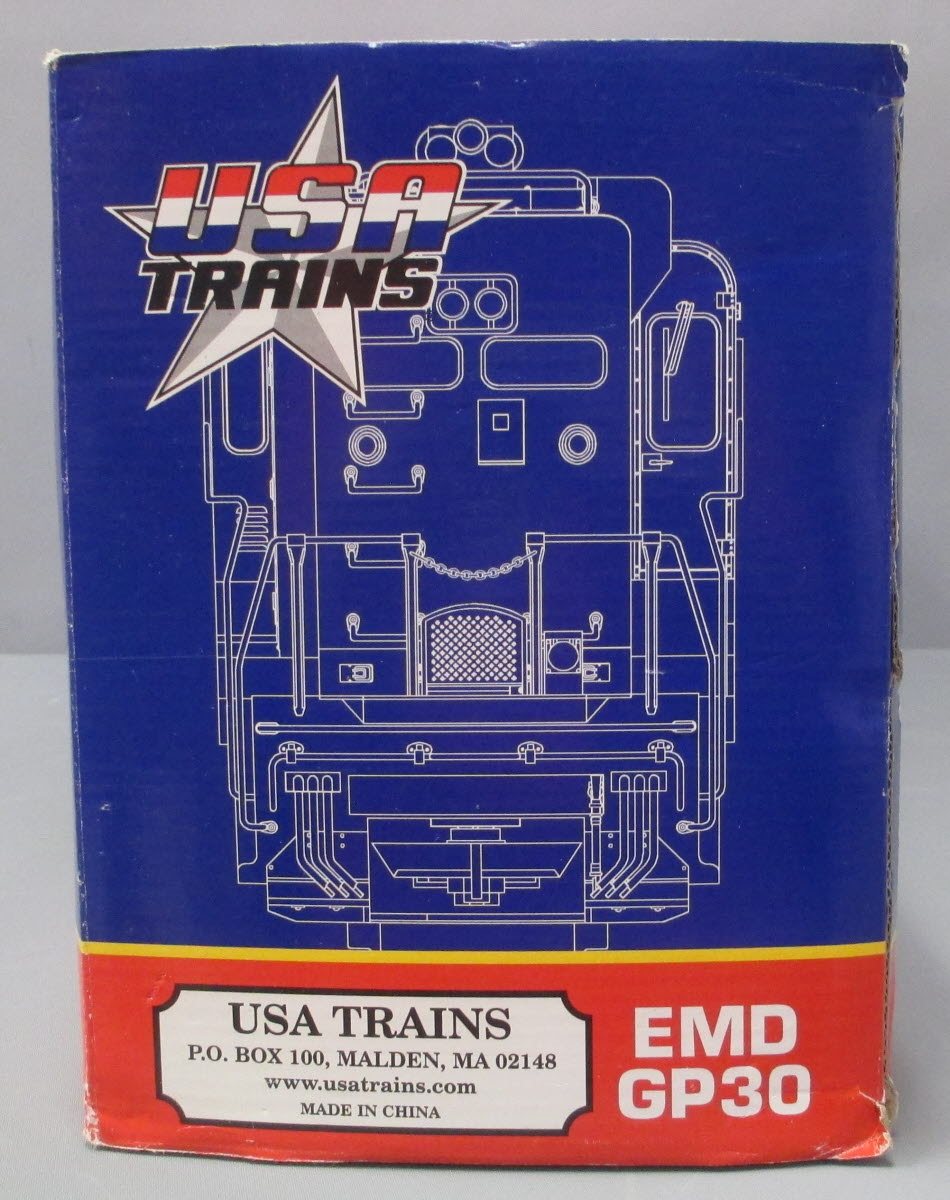 USA
TRAINS
USA TRAINS
P.O. BOX 100, MALDEN, MA 02148
www.usatrains.com
MADE IN CHINA
EMD
GP30